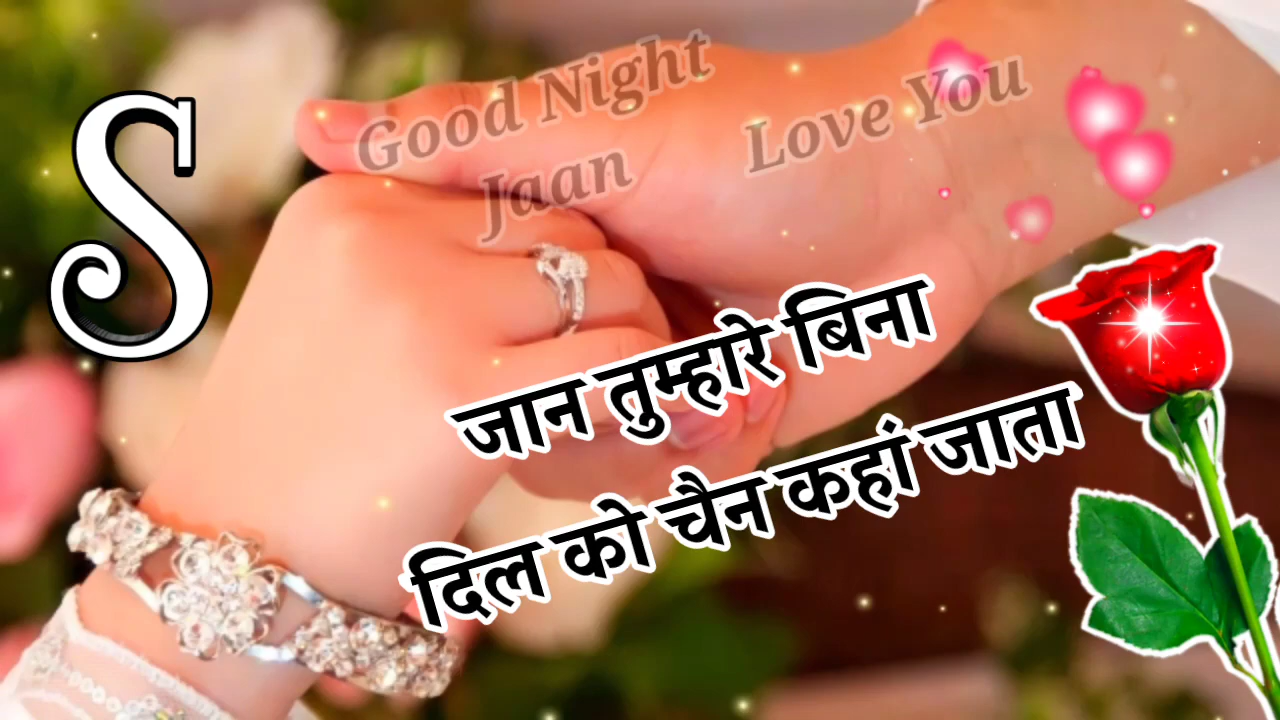 S
Good Night
Jaan
Love You
जान तुम्हारे बिना
दिल को चैन कहां जाता